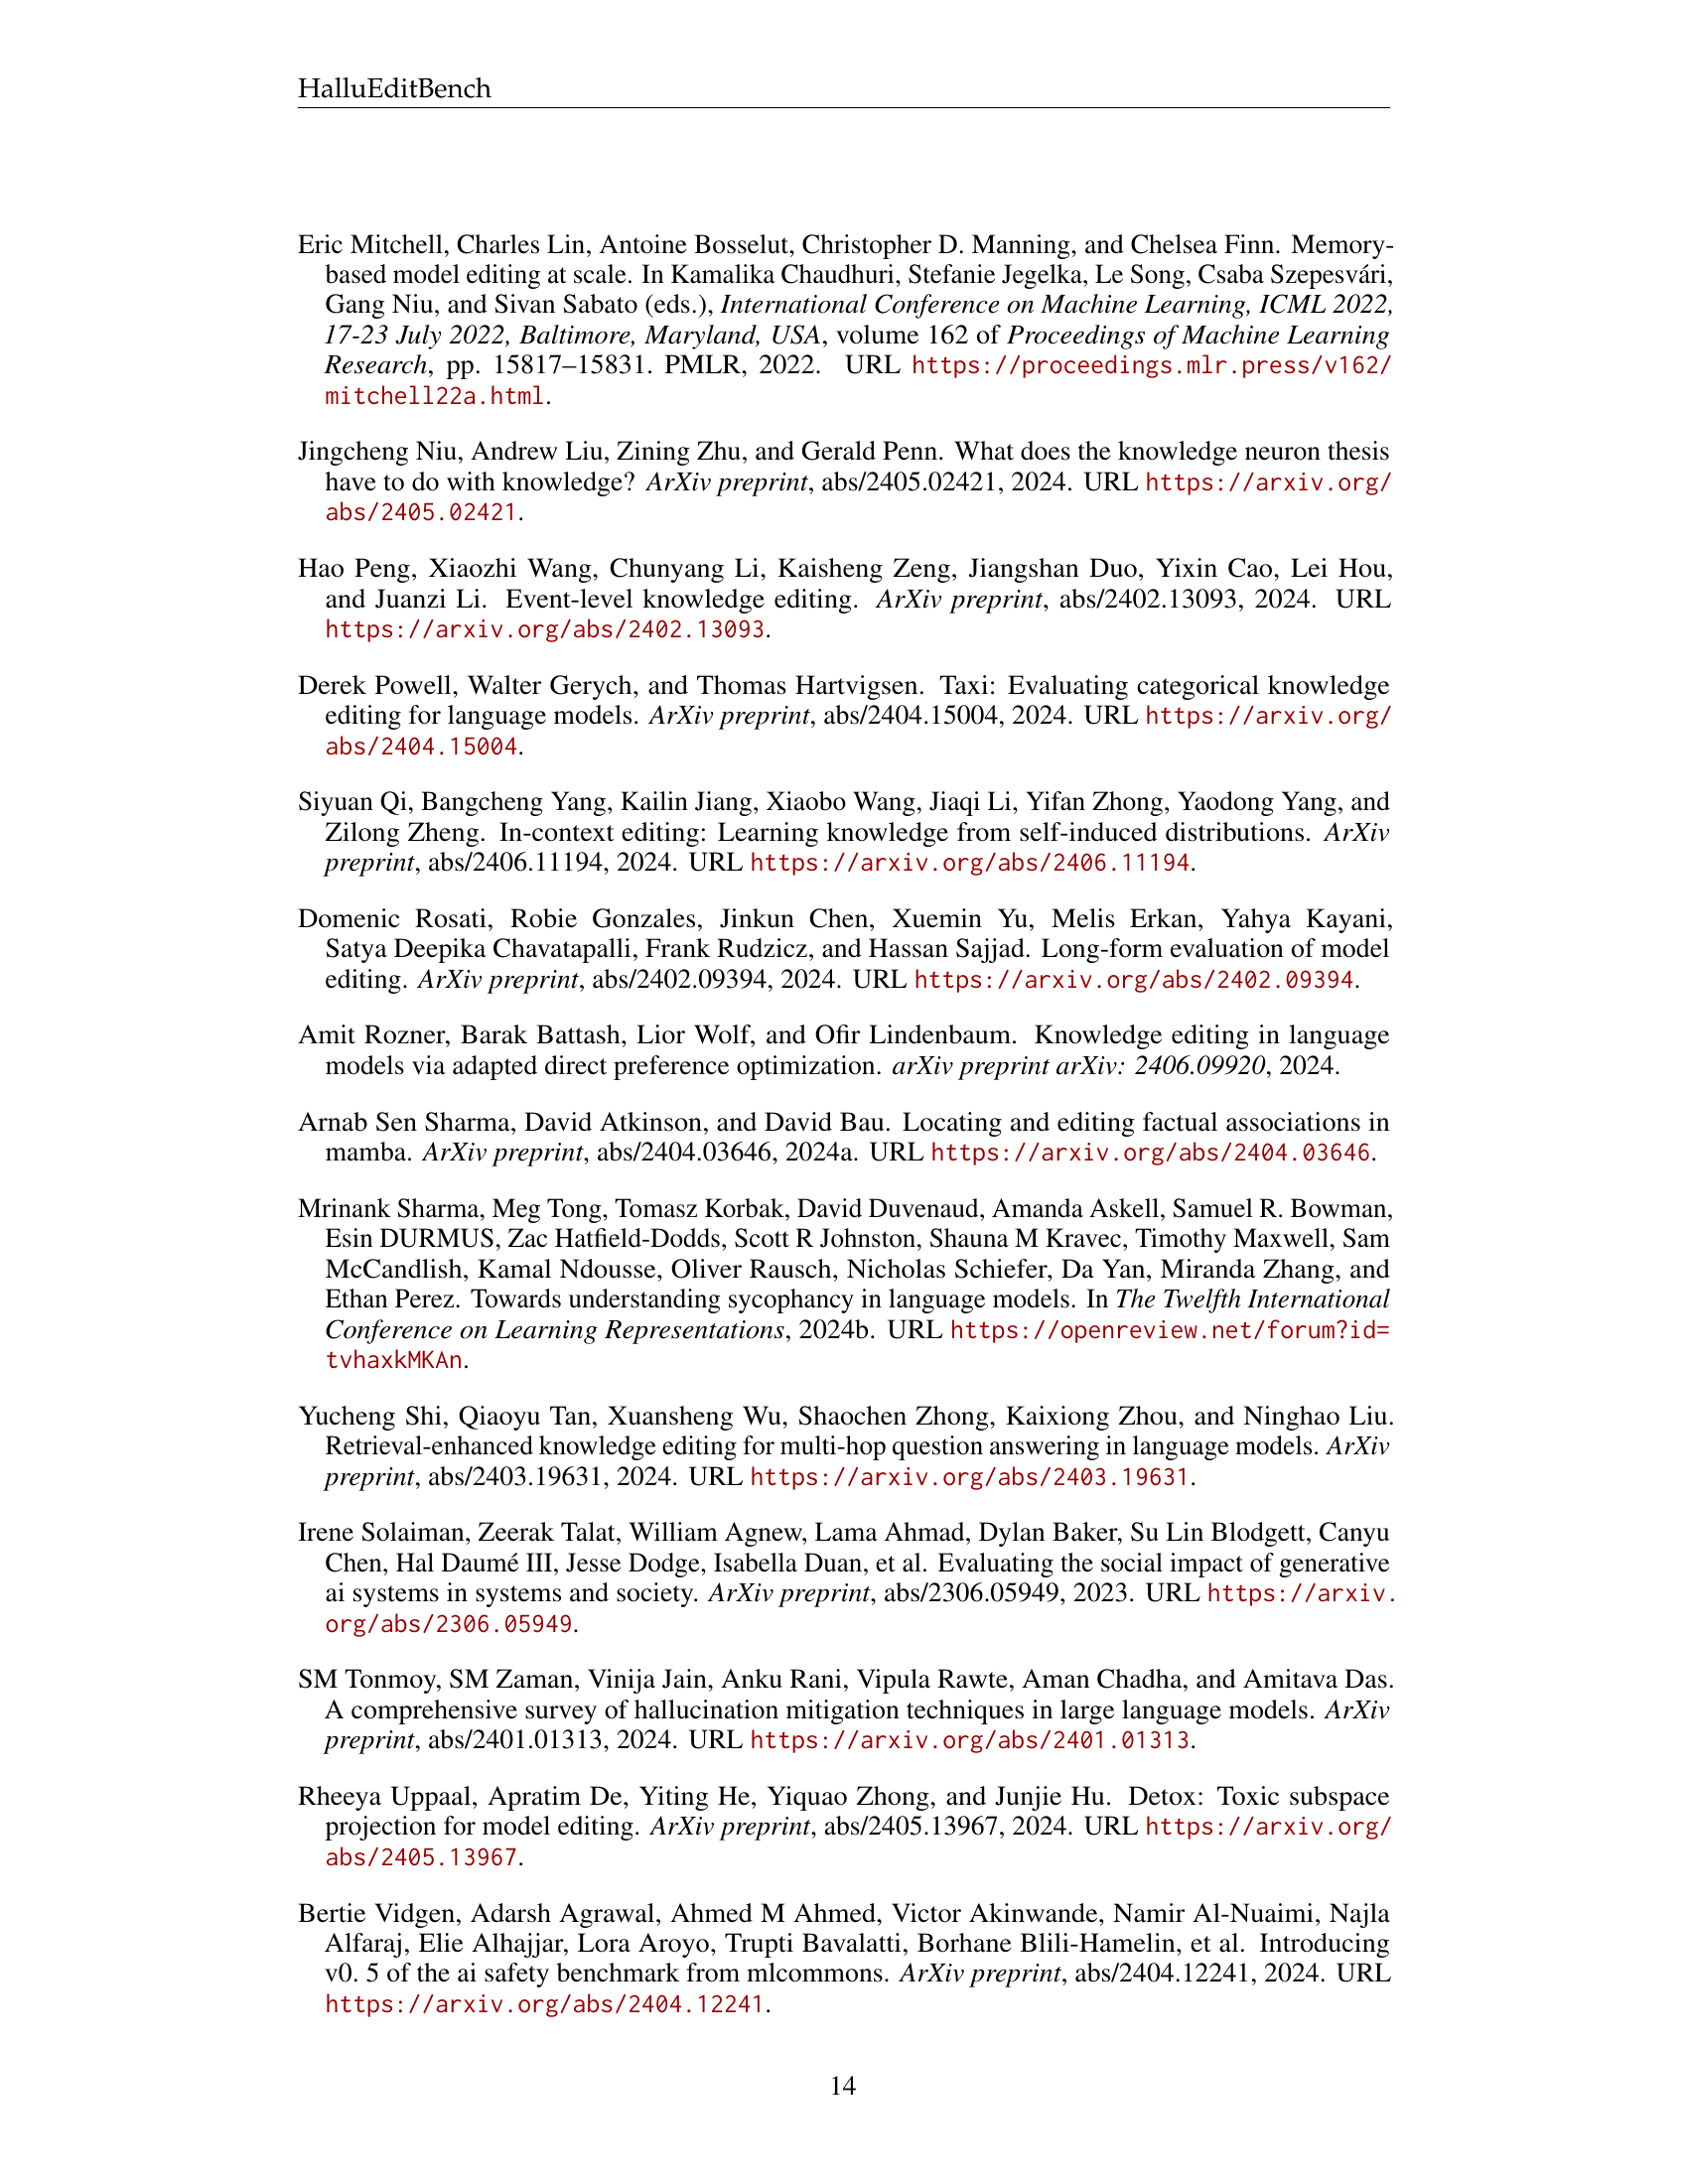 HalluEditBench
Eric Mitchell, Charles Lin, Antoine Bosselut, Christopher D. Manning, and Chelsea Finn. Memory-
based model editing at scale. In Kamalika Chaudhuri, Stefanie Jegelka, Le Song, Csaba Szepesvári,
Gang Niu, and Sivan Sabato (eds.), International Conference on Machine Learning, ICML 2022,
17-23 July 2022, Baltimore, Maryland, USA, volume 162 of Proceedings of Machine Learning
Research, pp. 15817–15831. PMLR, 2022. URL https://proceedings.mlr.press/v162/
mitchell22a.html.
Jingcheng Niu, Andrew Liu, Zining Zhu, and Gerald Penn. What does the knowledge neuron thesis
have to do with knowledge? ArXiv preprint, abs/2405.02421, 2024. URL https://arxiv.org/
abs/2405.02421.
Hao Peng, Xiaozhi Wang, Chunyang Li, Kaisheng Zeng, Jiangshan Duo, Yixin Cao, Lei Hou,
and Juanzi Li. Event-level knowledge editing. ArXiv preprint, abs/2402.13093, 2024. URL
https://arxiv.org/abs/2402.13093.
Derek Powell, Walter Gerych, and Thomas Hartvigsen. Taxi: Evaluating categorical knowledge
editing for language models. ArXiv preprint, abs/2404.15004, 2024. URL https://arxiv.org/
abs/2404.15004.
Siyuan Qi, Bangcheng Yang, Kailin Jiang, Xiaobo Wang, Jiaqi Li, Yifan Zhong, Yaodong Yang, and
Zilong Zheng. In-context editing: Learning knowledge from self-induced distributions. ArXiv
preprint, abs/2406.11194, 2024. URL https://arxiv.org/abs/2406.11194.
Domenic Rosati, Robie Gonzales, Jinkun Chen, Xuemin Yu, Melis Erkan, Yahya Kayani,
Satya Deepika Chavatapalli, Frank Rudzicz, and Hassan Sajjad. Long-form evaluation of model
editing. ArXiv preprint, abs/2402.09394, 2024. URL https://arxiv.org/abs/2402.09394.
Amit Rozner, Barak Battash, Lior Wolf, and Ofir Lindenbaum. Knowledge editing in language
models via adapted direct preference optimization. arXiv preprint arXiv: 2406.09920, 2024.
Arnab Sen Sharma, David Atkinson, and David Bau. Locating and editing factual associations in
mamba. ArXiv preprint, abs/2404.03646, 2024a. URL https://arxiv.org/abs/2404.03646.
Mrinank Sharma, Meg Tong, Tomasz Korbak, David Duvenaud, Amanda Askell, Samuel R. Bowman,
Esin DURMUS, Zac Hatfield-Dodds, Scott R Johnston, Shauna M Kravec, Timothy Maxwell, Sam
McCandlish, Kamal Ndousse, Oliver Rausch, Nicholas Schiefer, Da Yan, Miranda Zhang, and
Ethan Perez. Towards understanding sycophancy in language models. In The Twelfth International
Conference on Learning Representations, 2024b. URL https://openreview.net/forum?id=
tvhaxkMKAn.
Yucheng Shi, Qiaoyu Tan, Xuansheng Wu, Shaochen Zhong, Kaixiong Zhou, and Ninghao Liu.
Retrieval-enhanced knowledge editing for multi-hop question answering in language models. ArXiv
preprint, abs/2403.19631, 2024. URL https://arxiv.org/abs/2403.19631.
Irene Solaiman, Zeerak Talat, William Agnew, Lama Ahmad, Dylan Baker, Su Lin Blodgett, Canyu
Chen, Hal Daumé III, Jesse Dodge, Isabella Duan, et al. Evaluating the social impact of generative
ai systems in systems and society. ArXiv preprint, abs/2306.05949, 2023. URL https://arxiv.
org/abs/2306.05949.
SM Tonmoy, SM Zaman, Vinija Jain, Anku Rani, Vipula Rawte, Aman Chadha, and Amitava Das.
A comprehensive survey of hallucination mitigation techniques in large language models. ArXiv
preprint, abs/2401.01313, 2024. URL https://arxiv.org/abs/2401.01313.
Rheeya Uppaal, Apratim De, Yiting He, Yiquao Zhong, and Junjie Hu. Detox: Toxic subspace
projection for model editing. ArXiv preprint, abs/2405.13967, 2024. URL https://arxiv.org/
abs/2405.13967.
Bertie Vidgen, Adarsh Agrawal, Ahmed M Ahmed, Victor Akinwande, Namir Al-Nuaimi, Najla
Alfaraj, Elie Alhajjar, Lora Aroyo, Trupti Bavalatti, Borhane Blili-Hamelin, et al. Introducing
v0. 5 of the ai safety benchmark from mlcommons. ArXiv preprint, abs/2404.12241, 2024. URL
https://arxiv.org/abs/2404.12241.
14